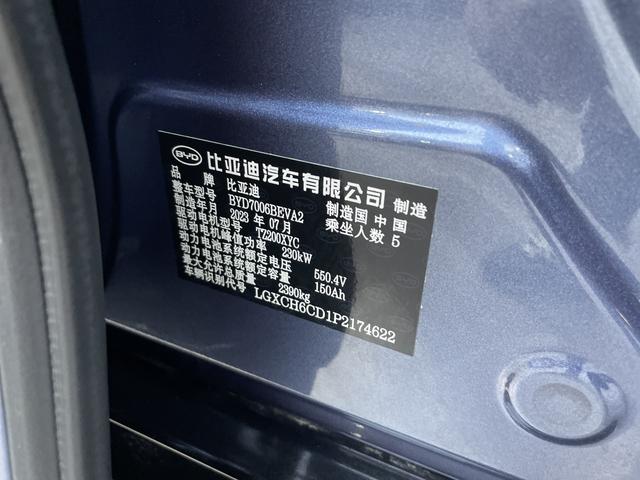 BYD 比亚迪汽车有限公司 制造
品 牌 比亚迪 制造国 中 国
整车型号 BYD7006BEVA2 乘坐人数 5
制造年月 2023 年 07 月
驱动电机型号 TZ200XYC
驱动电机峰值功率 230kW
动力电池系统额定电压 550.4V
动力电池系统额定容量 150Ah
最大允许总质量 2390kg
车辆识别代号 LGXCH6CD1P2174622